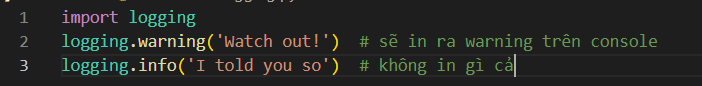 1 import logging
2 logging.warning('Watch out!')  # sẽ in ra warning trên console
3 logging.info('I told you so')  # không in gì cả